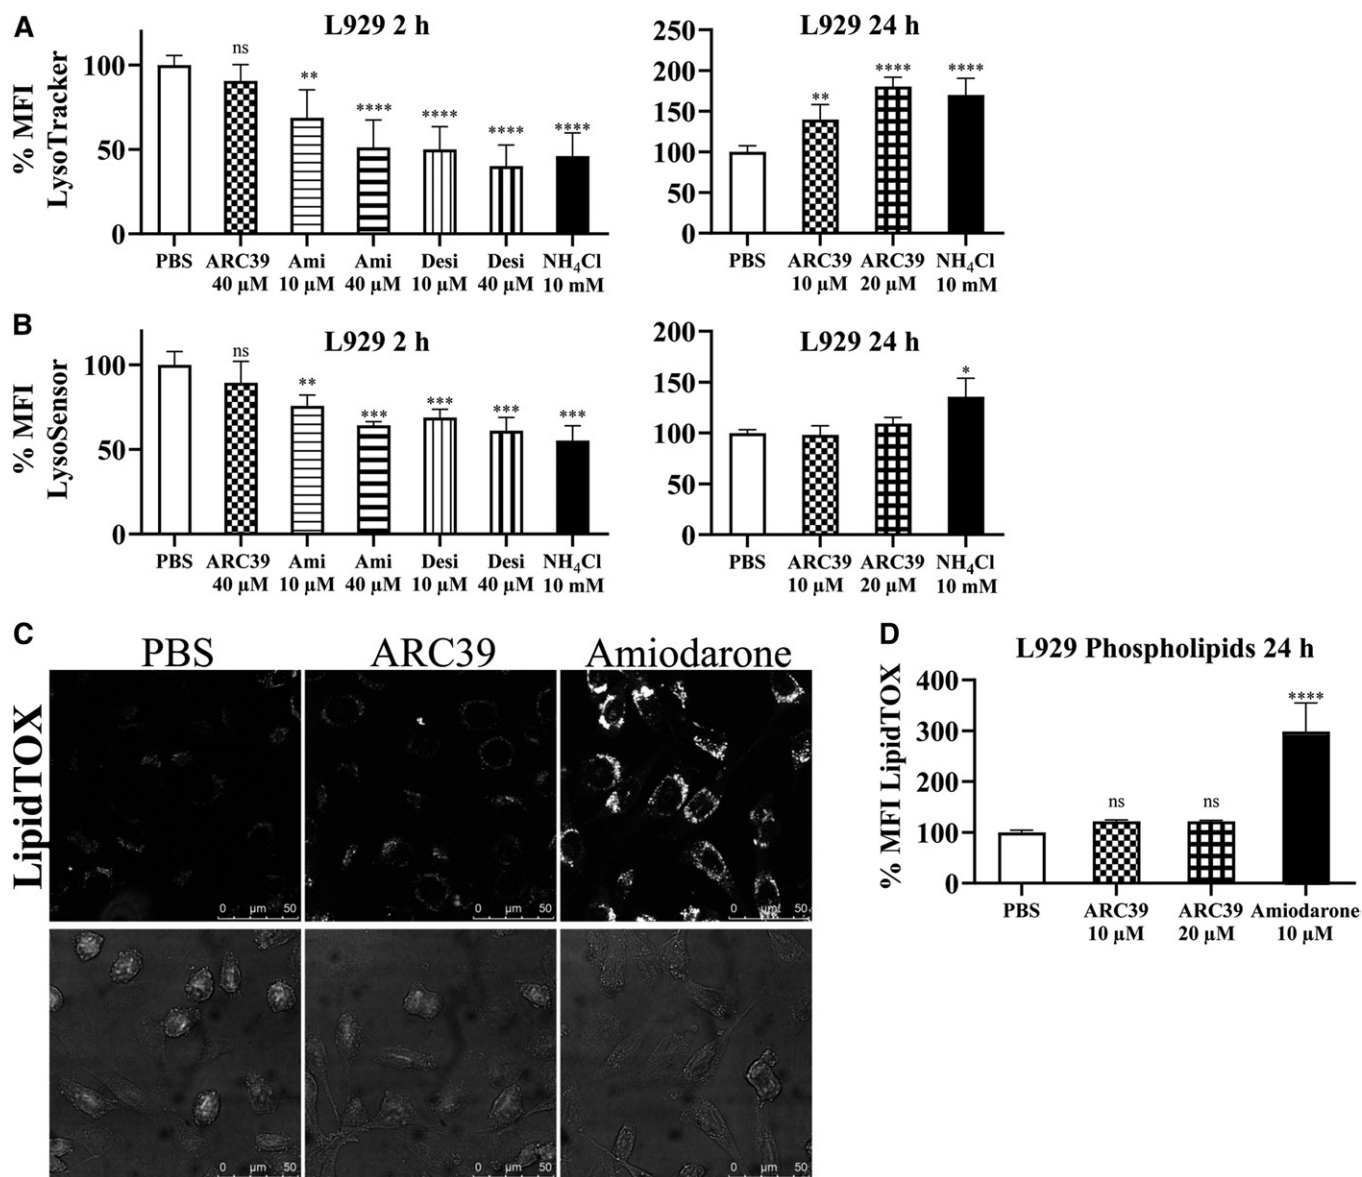 A
L929 2 h
% MFI
LysoTracker
100
50
0
ns
**
****
****
****
****
PBS
ARC39
40 µM
Ami
10 µM
Ami
40 µM
Desi
10 µM
Desi
40 µM
NH₄Cl
10 mM
L929 24 h
250
200
150
100
50
0
**
****
****
PBS
ARC39
10 µM
ARC39
20 µM
NH₄Cl
10 mM
B
L929 2 h
% MFI
LysoSensor
100
50
0
ns
**
***
***
***
***
PBS
ARC39
40 µM
Ami
10 µM
Ami
40 µM
Desi
10 µM
Desi
40 µM
NH₄Cl
10 mM
L929 24 h
200
150
100
50
0
*
PBS
ARC39
10 µM
ARC39
20 µM
NH₄Cl
10 mM
C
PBS
ARC39
Amiodarone
LipidTOX
0 µm 50
0 µm 50
0 µm 50
0 µm 50
0 µm 50
0 µm 50
D
L929 Phospholipids 24 h
% MFI LipidTOX
400
300
200
100
0
ns
ns
****
PBS
ARC39
10 µM
ARC39
20 µM
Amiodarone
10 µM